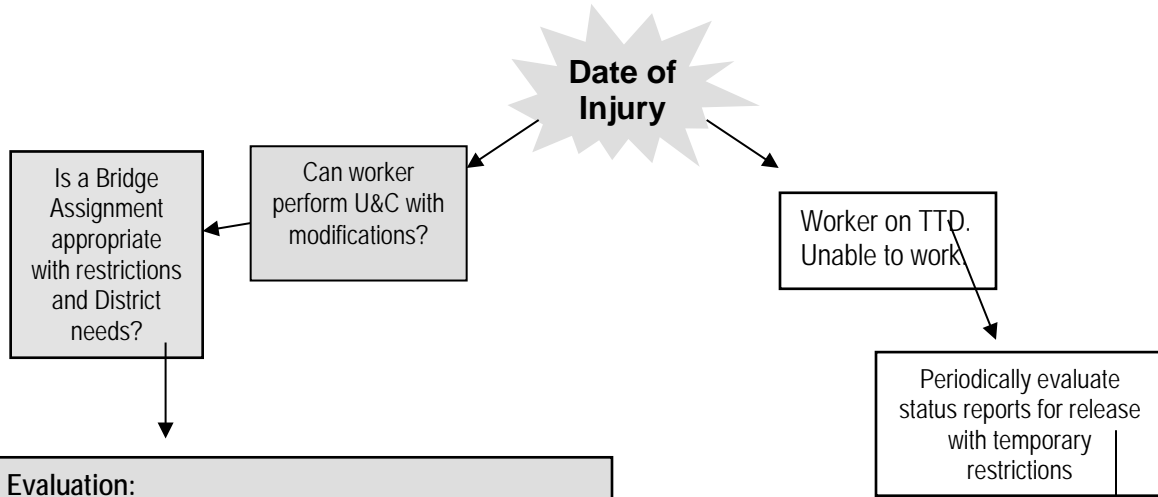 Date of
Injury
Is a Bridge
Assignment
appropriate
with restrictions
and District
needs?
Can worker
perform U&C with
modifications?
Worker on TTD.
Unable to work.
Periodically evaluate
status reports for release
with temporary
restrictions
Evaluation: